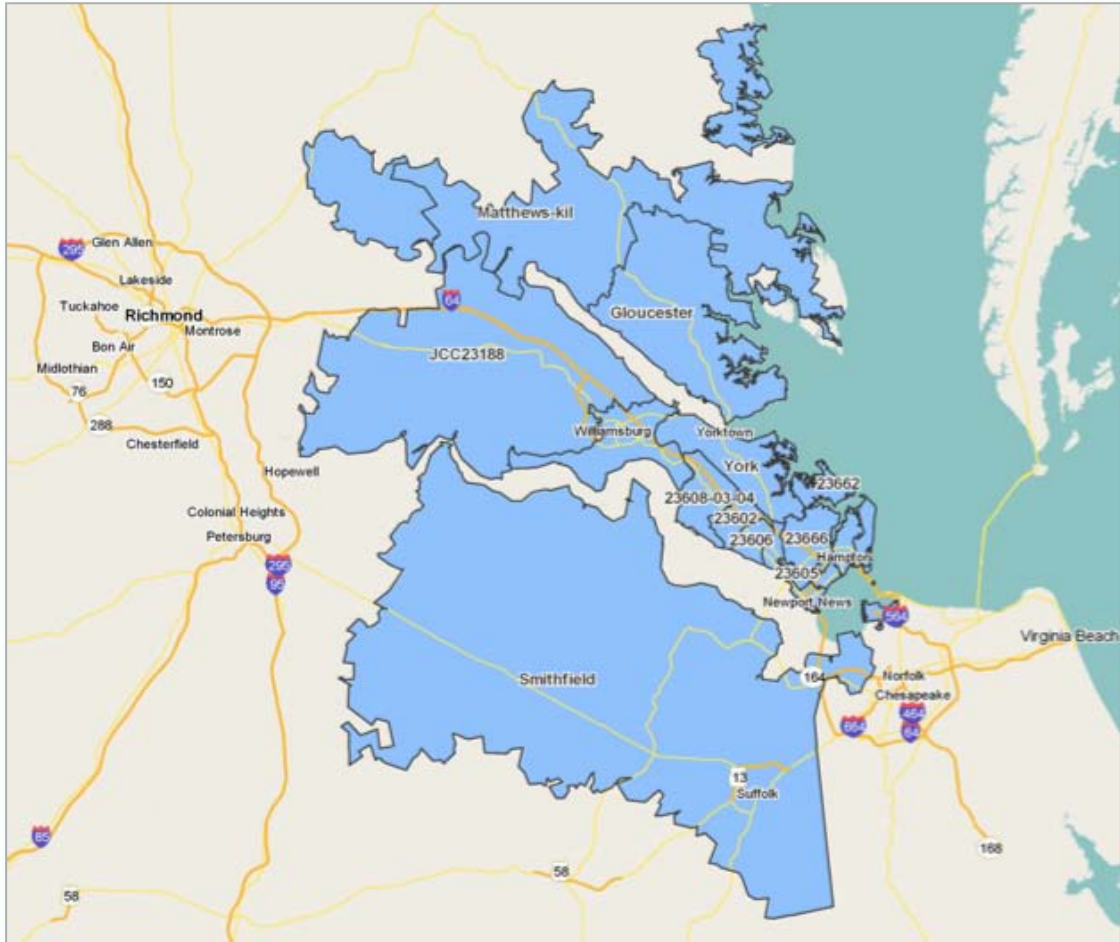 Matthews-kil
295
Glen Allen
Lakeside
64
Tuckahoe
Richmond
Gloucester
Montrose
Bon Air
JCC23188
Midlothian
150
76
288
Williamsburg
Yorktown
Chesterfield
York
Hopewell
23662
23608-03-04
Colonial Heights
23602
Petersburg
23606
23666
Hampton
295
23605
95
Newport News
564
Virginia Beach
Smithfield
164
Norfolk
Chesapeake
464
664
64
13
Suffolk
85
168
58
58